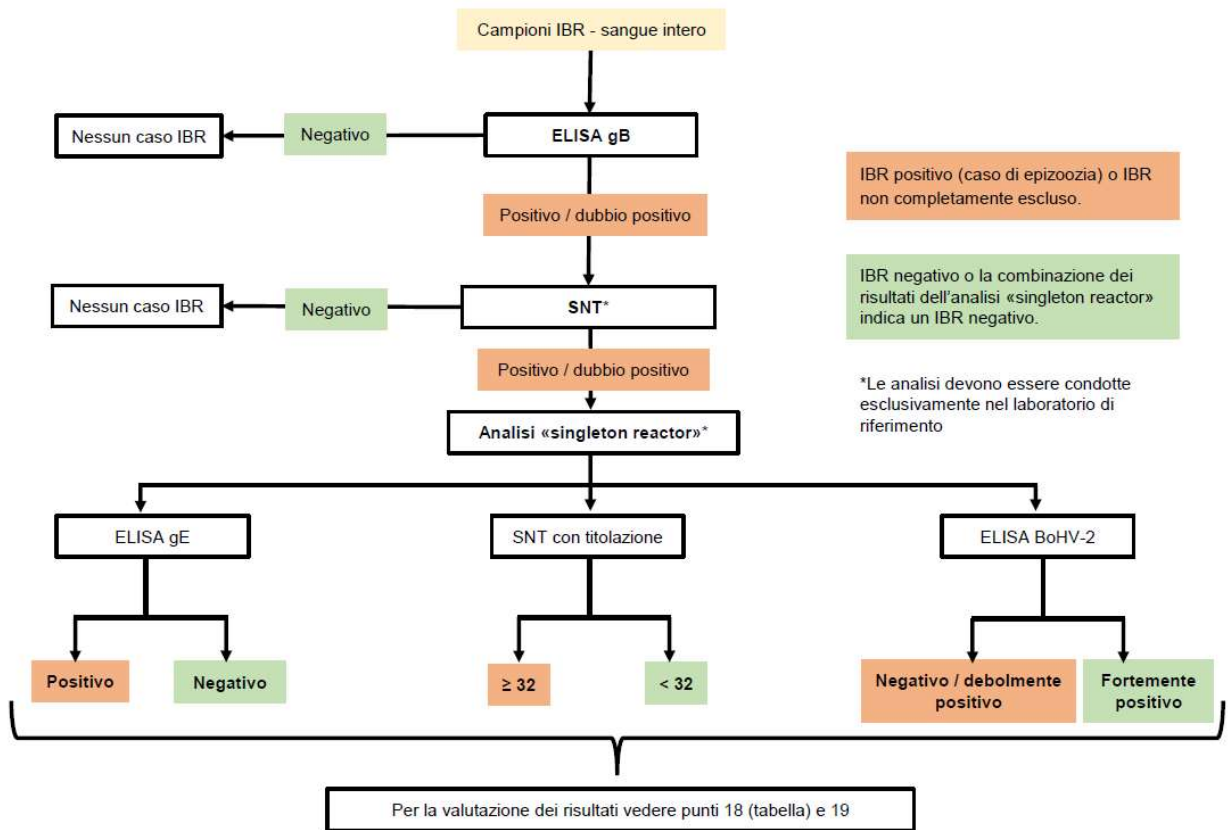 Campioni IBR - sangue intero
Nessun caso IBR
Negativo
ELISA gB
IBR positivo (caso di epizoozia) o IBR
non completamente escluso.
Positivo / dubbio positivo
IBR negativo o la combinazione dei
risultati dell'analisi «singleton reactor»
indica un IBR negativo.
Nessun caso IBR
Negativo
SNT*
Positivo / dubbio positivo
*Le analisi devono essere condotte
esclusivamente nel laboratorio di
riferimento
Analisi «singleton reactor»*
ELISA gE
SNT con titolazione
ELISA BoHV-2
Positivo
Negativo
≥ 32
< 32
Negativo / debolmente
positivo
Fortemente
positivo
Per la valutazione dei risultati vedere punti 18 (tabella) e 19